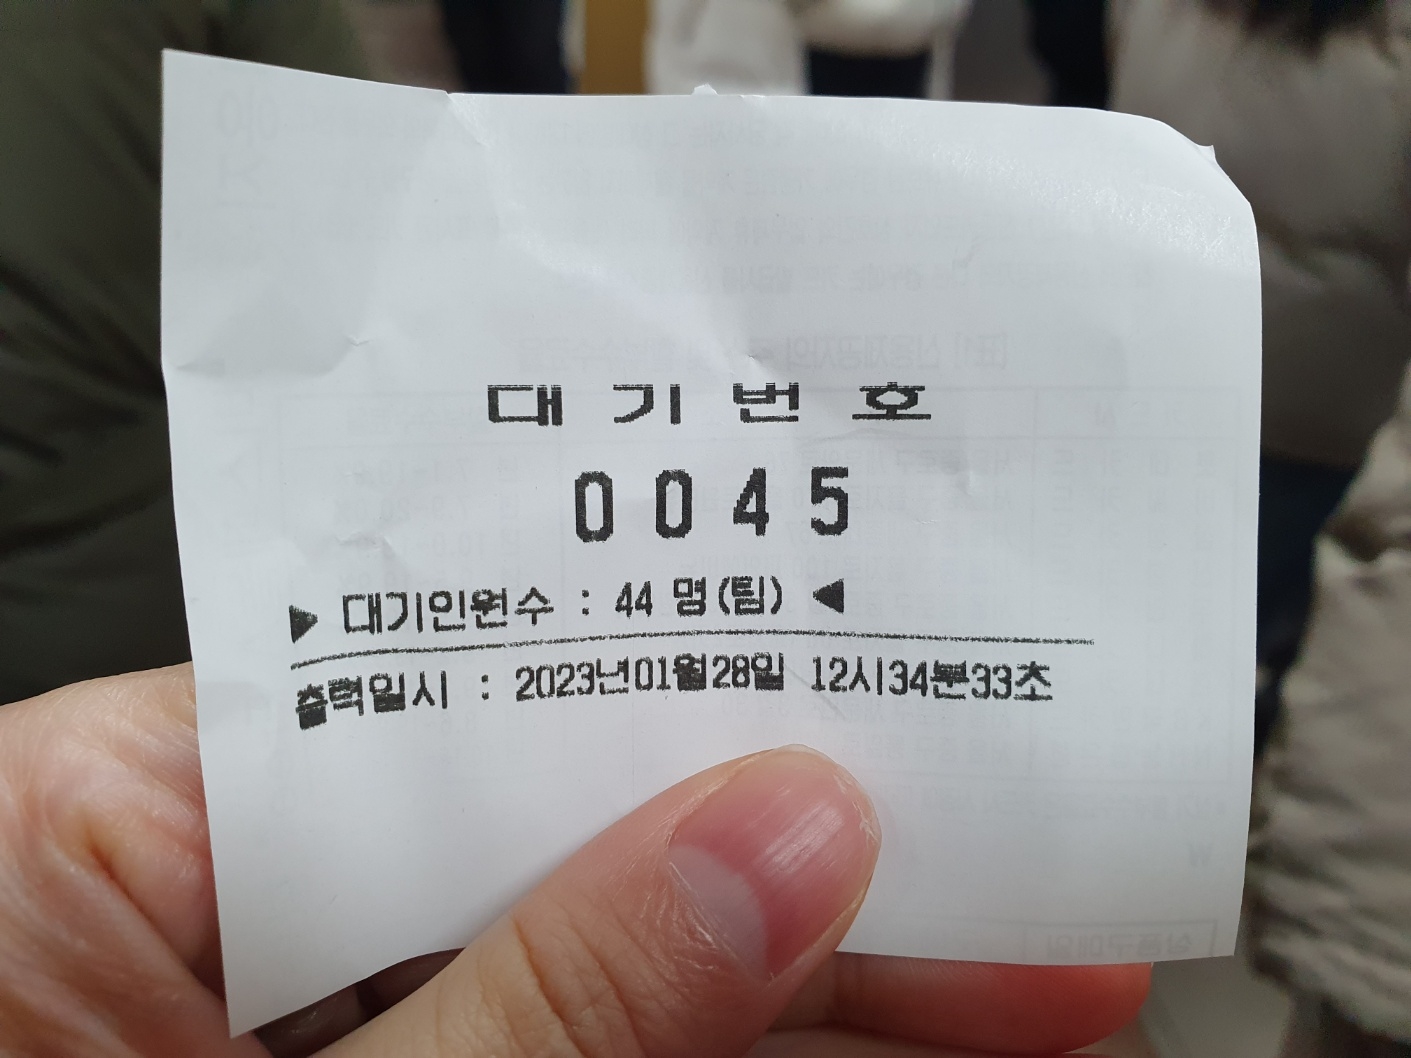 대기번호
0045
▶ 대기인원수 : 44 명(팀) ◀
출력일시 : 2023년01월28일 12시34분33초